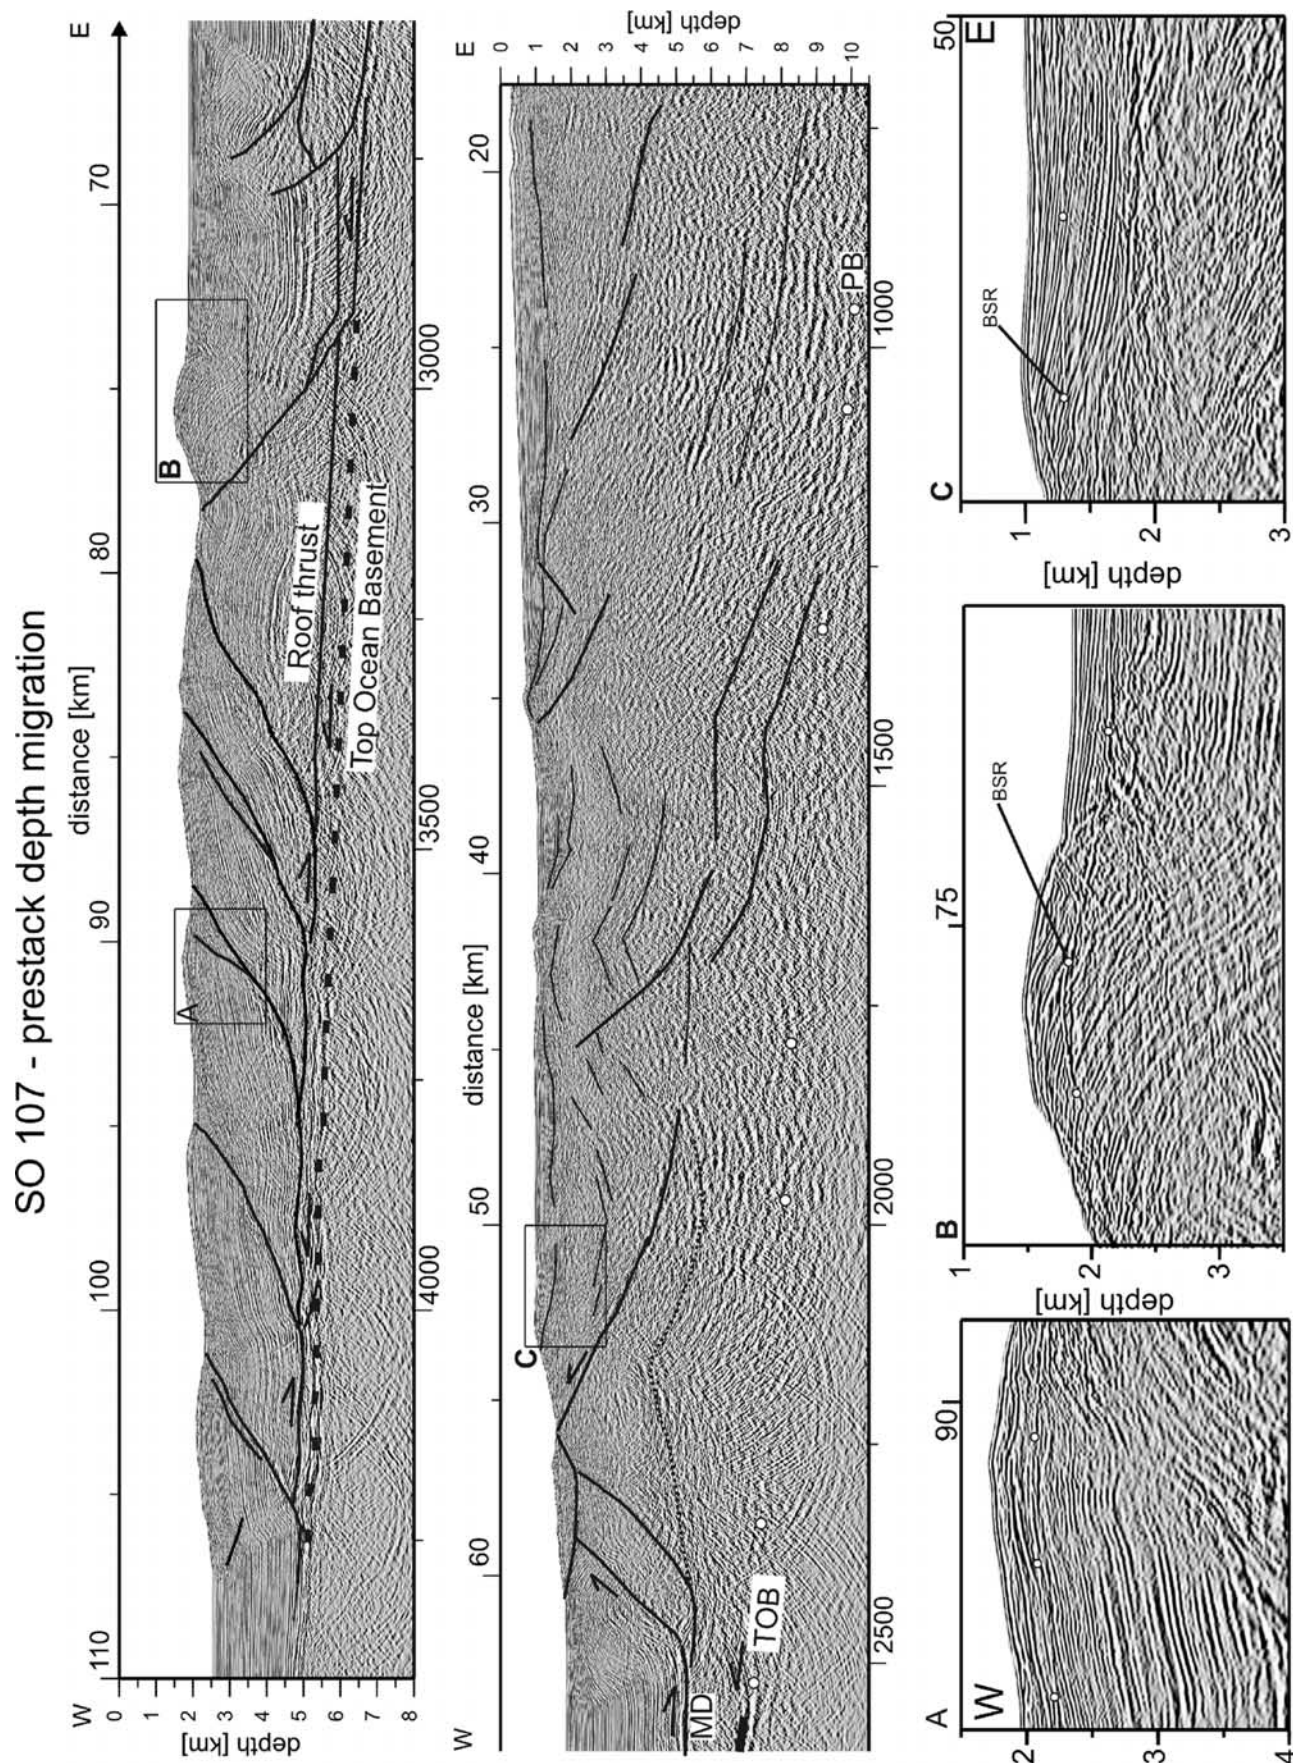 SO 107 - prestack depth migration
distance [km]
W
110
100
90
80
70
E
0
1
2
3
4
5
6
7
8
depth [km]
A
B
Roof thrust
Top Ocean Basement
4000
3500
3000
distance [km]
W
60
50
40
30
20
E
depth [km]
0
1
2
3
4
5
6
7
8
9
10
C
MD
TOB
PB
2500
2000
1500
1000
A
W
90
2
3
4
depth [km]
B
75
BSR
1
2
3
depth [km]
C
BSR
50
E
1
2
3